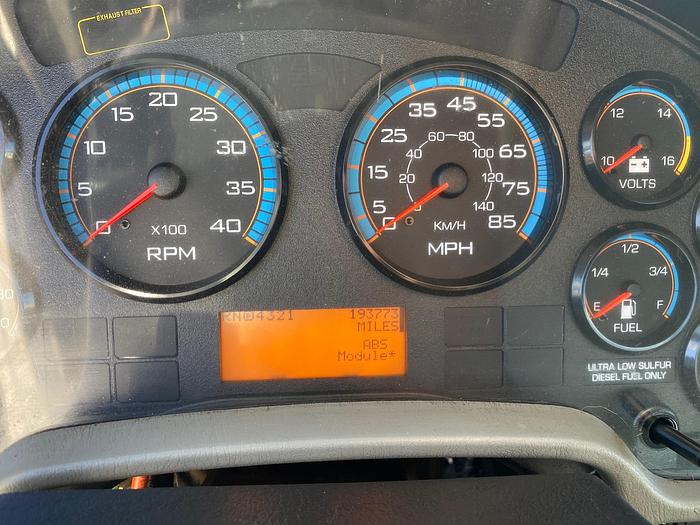 EXHAUST FILTER
0 5 10 15 20 25 30 35 40
X100
RPM
5 15 25 35 45 55 65 75 85
20 40 60 80 100 120 140
KM/H
MPH
10 12 14 16
VOLTS
E 1/4 1/2 3/4 F
FUEL
ULTRA LOW SULFUR
DIESEL FUEL ONLY
193773
MILES
ABS
Module*